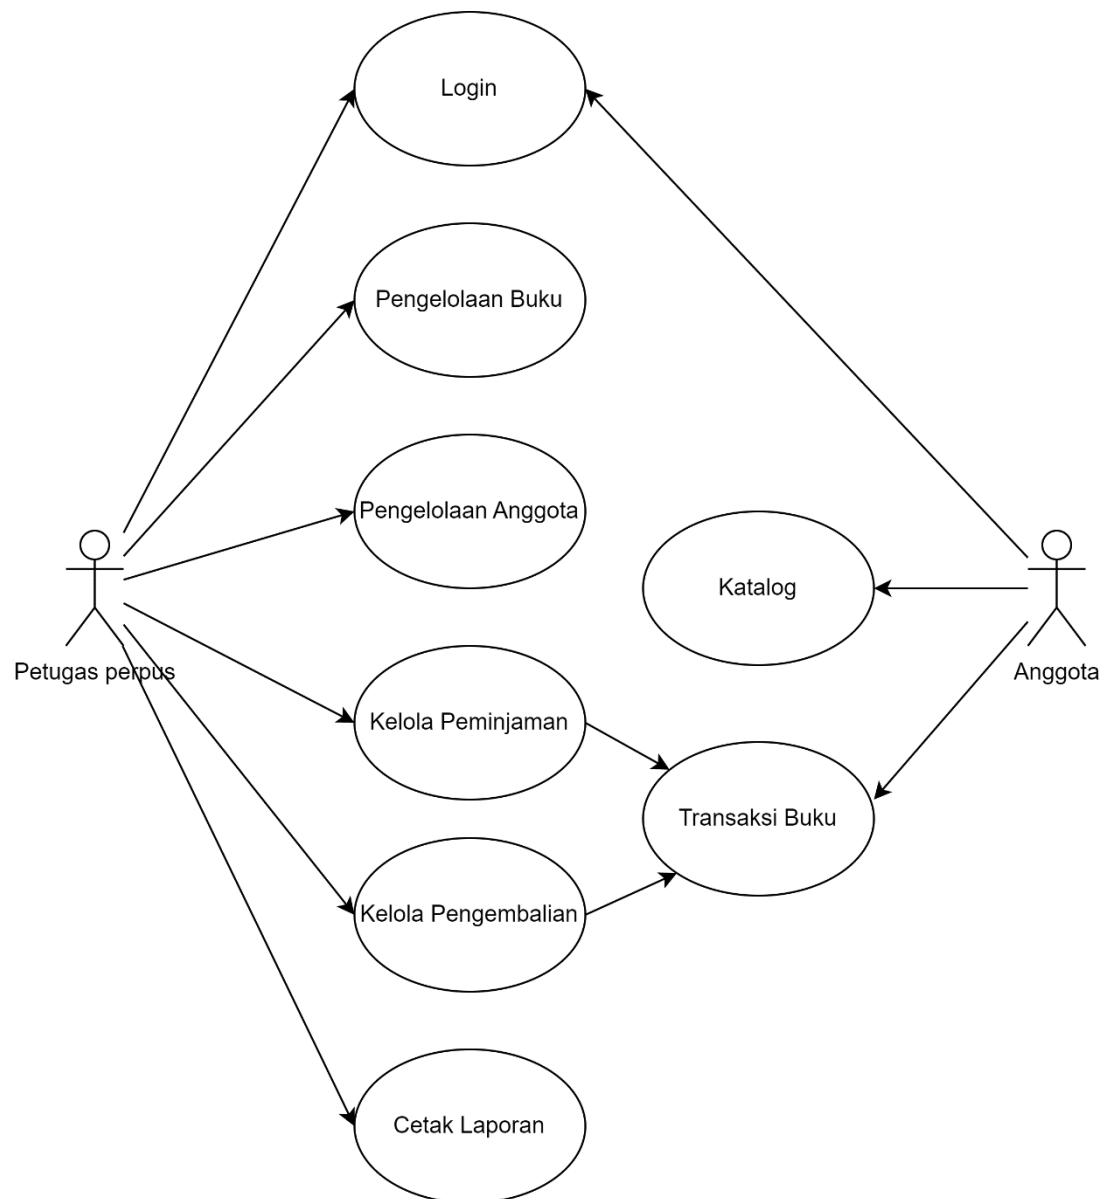 Login
Pengelolaan Buku
Pengelolaan Anggota
Katalog
Petugas perpus
Anggota
Kelola Peminjaman
Transaksi Buku
Kelola Pengembalian
Cetak Laporan